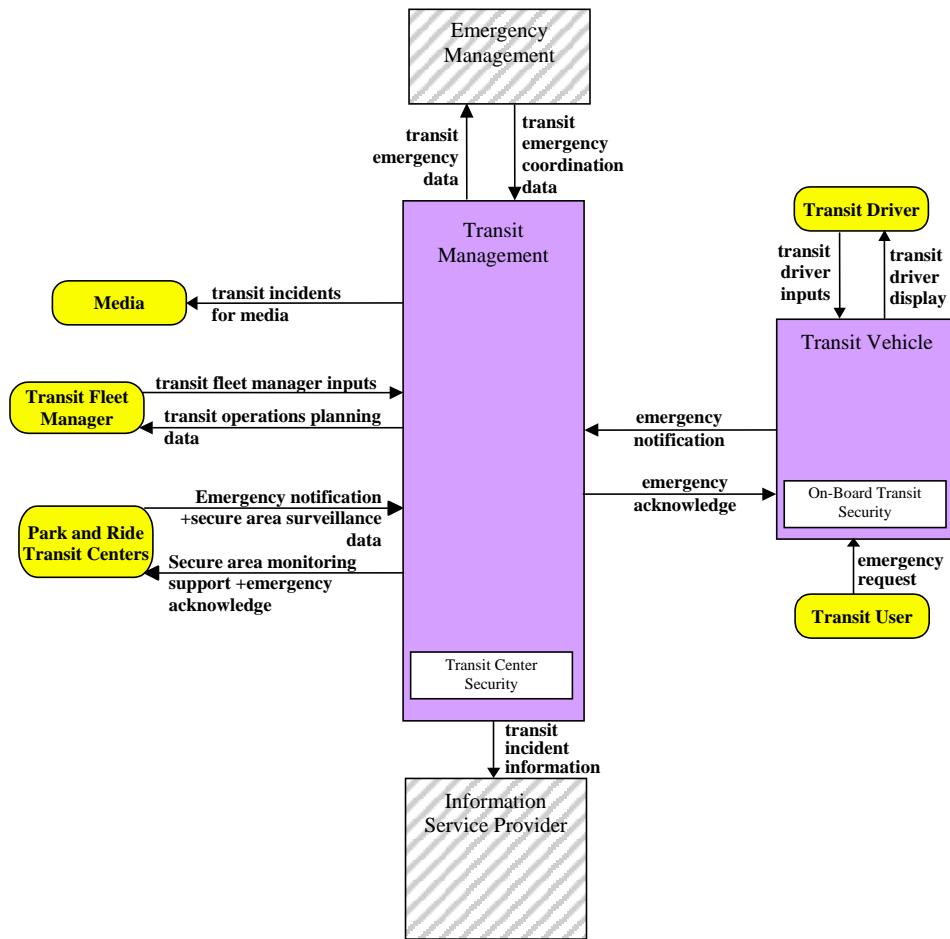 Emergency
Management
transit
emergency
data
transit
emergency
coordination
data
Transit
Management
Transit Driver
transit
driver
inputs
transit
driver
display
Media
transit incidents
for media
Transit Vehicle
Transit Fleet
Manager
transit fleet manager inputs
transit operations planning
data
emergency
notification
Park and Ride
Transit Centers
Emergency notification
+secure area surveillance
data
Secure area monitoring
support +emergency
acknowledge
emergency
acknowledge
On-Board Transit
Security
emergency
request
Transit User
Transit Center
Security
transit
incident
information
Information
Service Provider